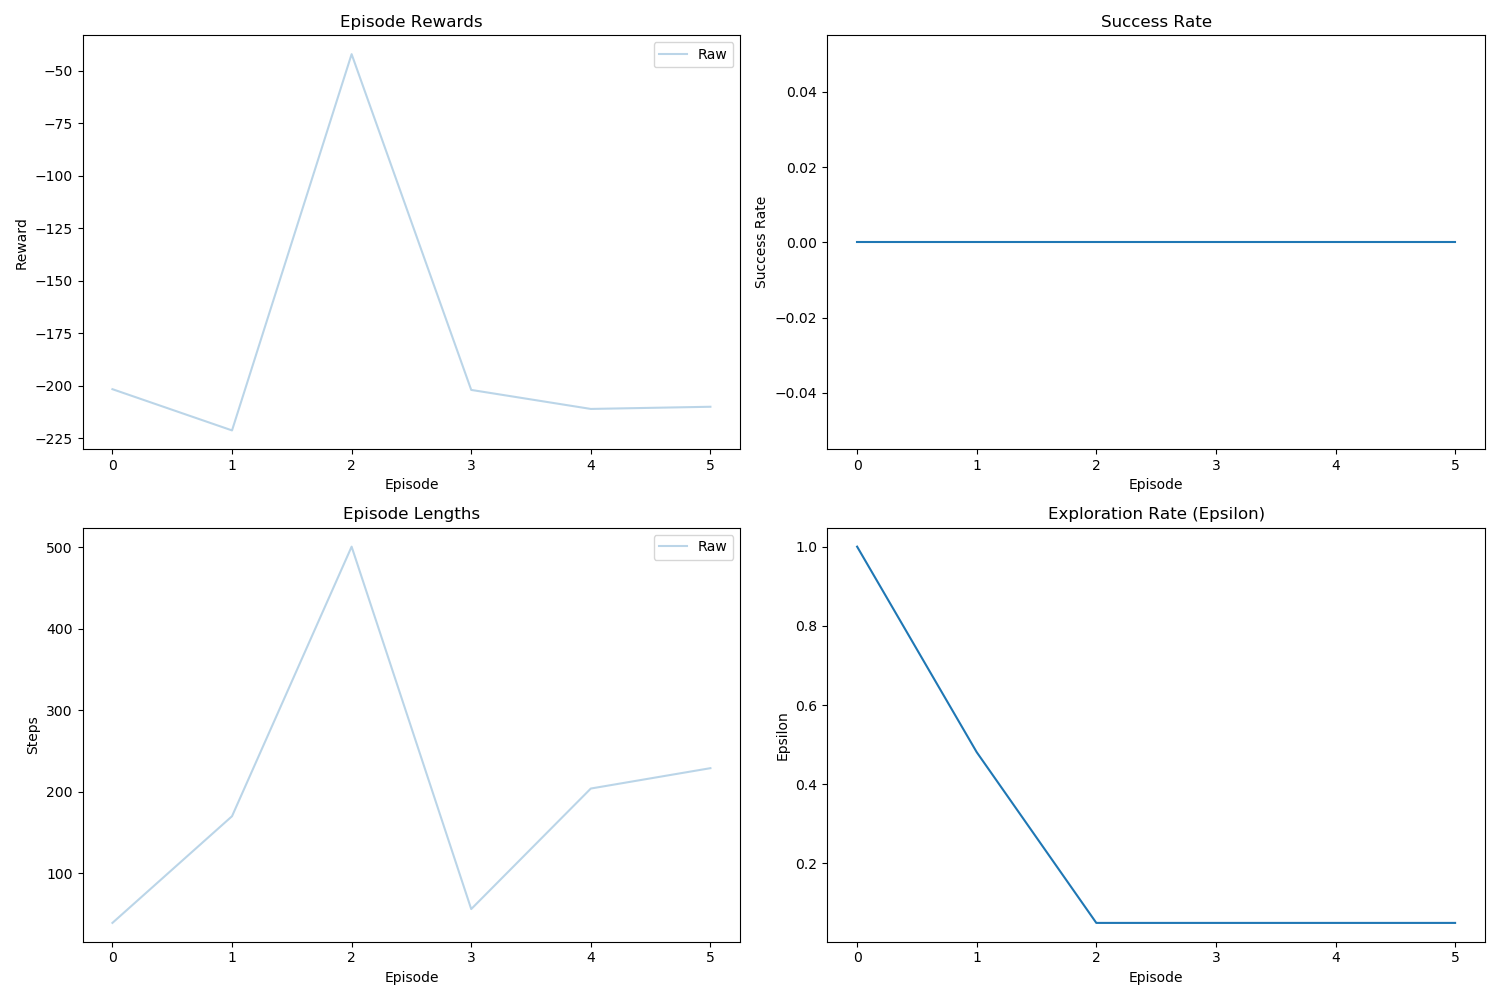 Episode Rewards
Raw
−50
−75
−100
−125
−150
−175
−200
−225
Reward
0 1 2 3 4 5
Episode
Success Rate
0.04
0.02
0.00
−0.02
−0.04
Success Rate
0 1 2 3 4 5
Episode
Episode Lengths
Raw
500
400
300
200
100
Steps
0 1 2 3 4 5
Episode
Exploration Rate (Epsilon)
1.0
0.8
0.6
0.4
0.2
Epsilon
0 1 2 3 4 5
Episode